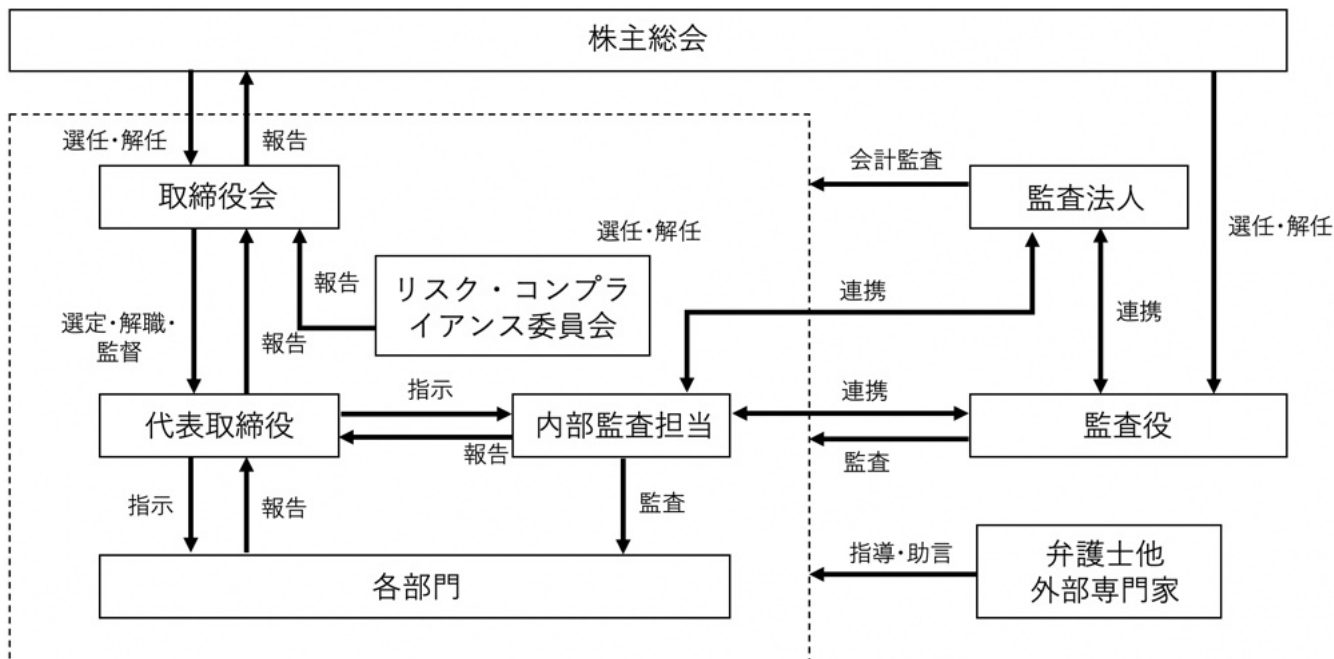 株主総会
選任・解任
報告
会計監査
取締役会
監査法人
選任・解任
選任・解任
報告
リスク・コンプラ
イアンス委員会
連携
連携
選定・解職・
監督
報告
指示
連携
代表取締役
内部監査担当
監査役
報告
監査
指示
報告
監査
指導・助言
弁護士他
外部専門家
各部門